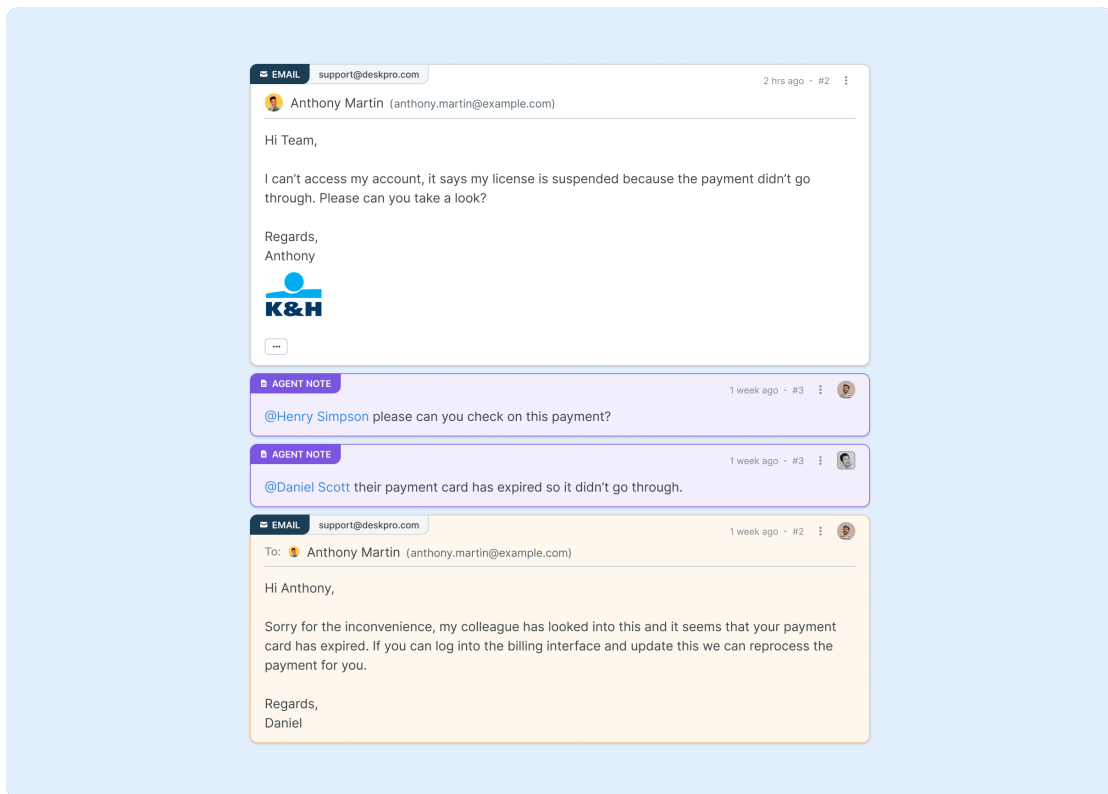 EMAIL support@deskpro.com 2 hrs ago · #2
Anthony Martin (anthony.martin@example.com)
Hi Team,
I can’t access my account, it says my license is suspended because the payment didn’t go
through. Please can you take a look?
Regards,
Anthony
K&H
AGENT NOTE 1 week ago · #3
@Henry Simpson please can you check on this payment?
AGENT NOTE 1 week ago · #3
@Daniel Scott their payment card has expired so it didn’t go through.
EMAIL support@deskpro.com 1 week ago · #2
To: Anthony Martin (anthony.martin@example.com)
Hi Anthony,
Sorry for the inconvenience, my colleague has looked into this and it seems that your payment
card has expired. If you can log into the billing interface and update this we can reprocess the
payment for you.
Regards,
Daniel